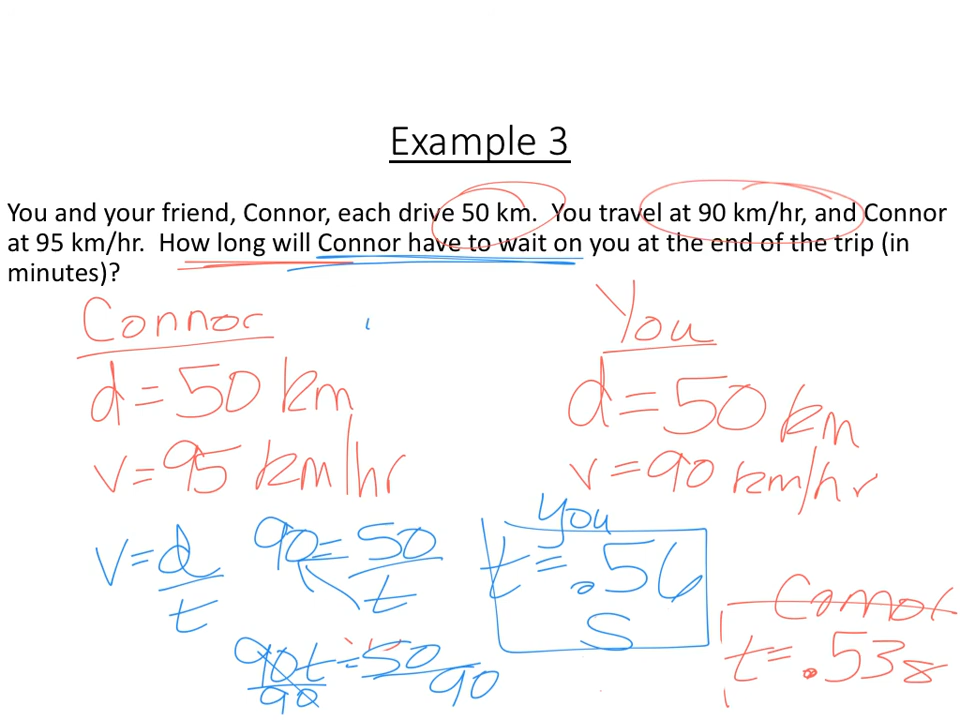 Example 3
You and your friend, Connor, each drive 50 km. You travel at 90 km/hr, and Connor
at 95 km/hr. How long will Connor have to wait on you at the end of the trip (in
minutes)?
Connor
You
d = 50 km
d = 50 km
v = 95 km/hr
v = 90 km/hr
v = d/t
90 = 50/t
you
t = .56
s
90t/90 = 50/90
Connor
t = .53 s